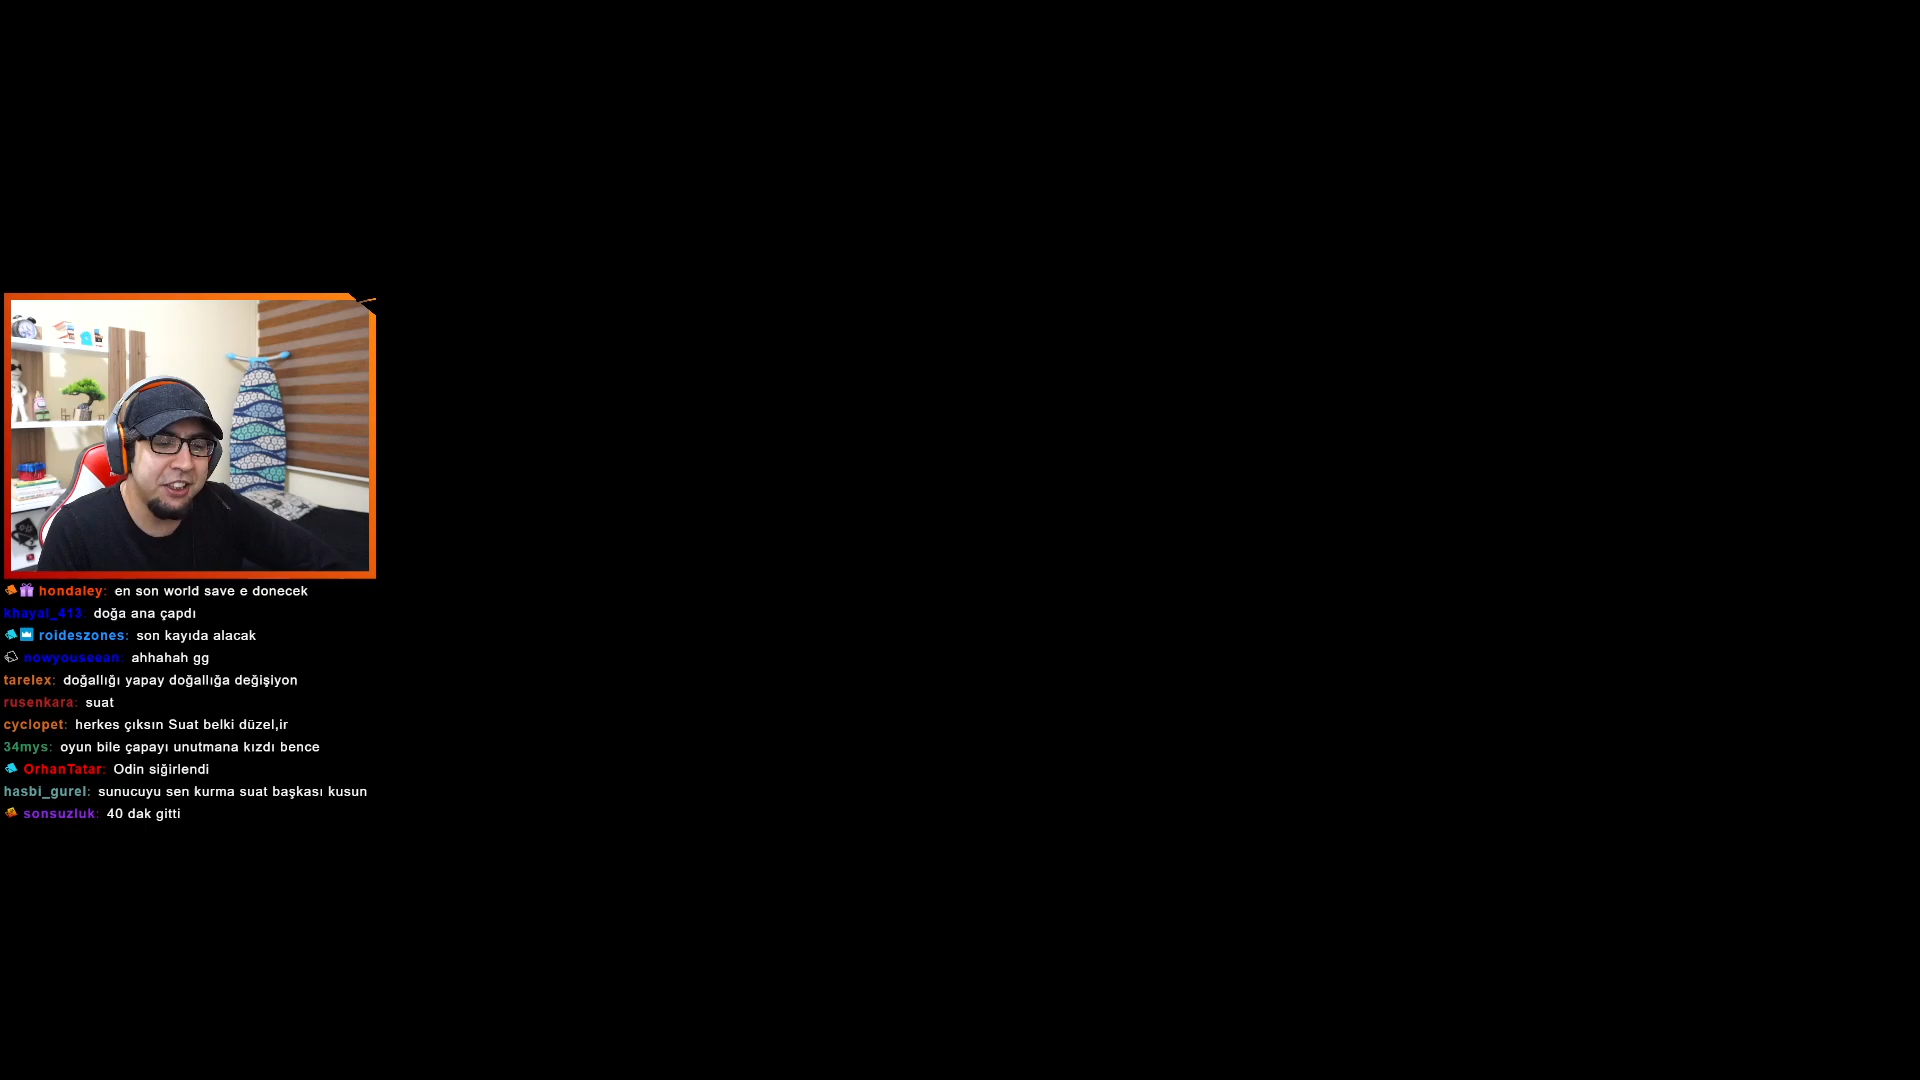 hondaley: en son world save e donecek
khayal_413: doğa ana çapdı
roideszones: son kayıda alacak
nowyouseean: ahhahah gg
tarelex: doğallığı yapay doğallığa değişiyon
rusenkara: suat
cyclopet: herkes çıksın Suat belki düzel,ir
34mys: oyun bile çapayı unutmana kızdı bence
OrhanTatar: Odin siğirlendi
hasbi_gurel: sunucuyu sen kurma suat başkası kusun
sonsuzluk: 40 dak gitti